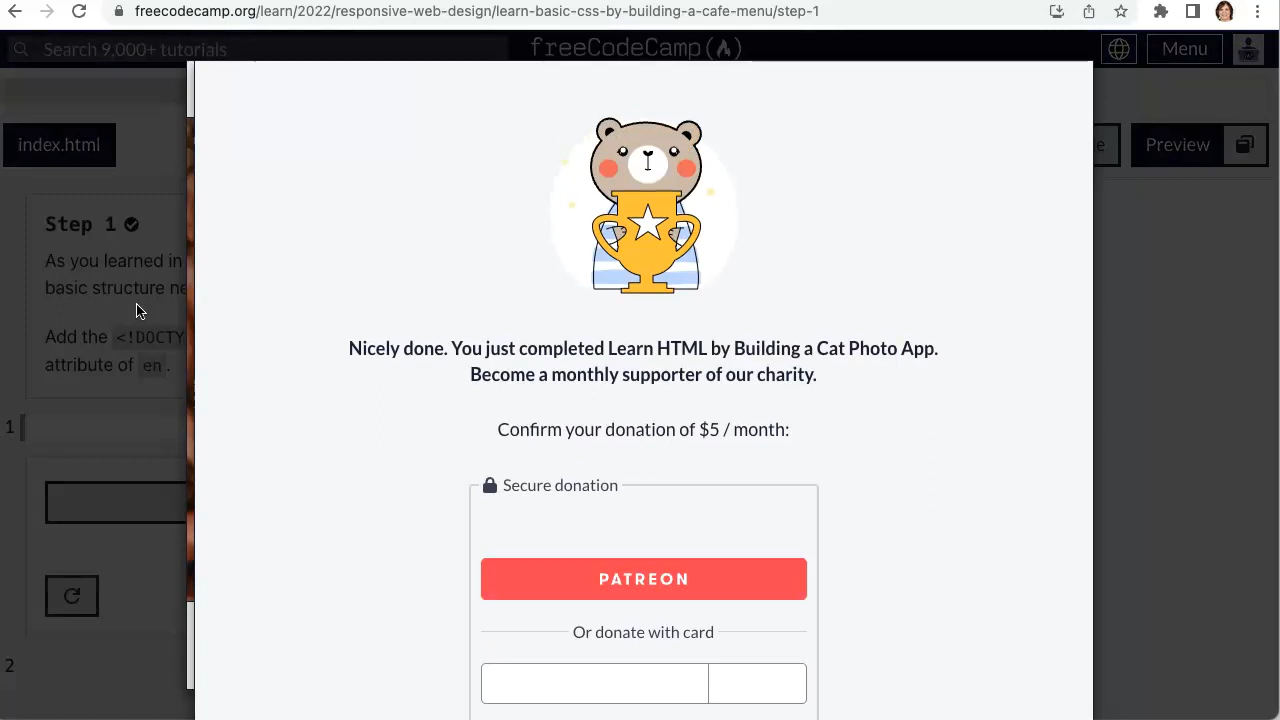 freecodecamp.org/learn/2022/responsive-web-design/learn-basic-css-by-building-a-cafe-menu/step-1
Search 9,000+ tutorials
freeCodeCamp
Menu
index.html
e
Preview
Step 1
As you learned in
basic structure ne
Add the <!DOCTY
attribute of en.
1
2
Nicely done. You just completed Learn HTML by Building a Cat Photo App.
Become a monthly supporter of our charity.
Confirm your donation of $5 / month:
Secure donation
PATREON
Or donate with card